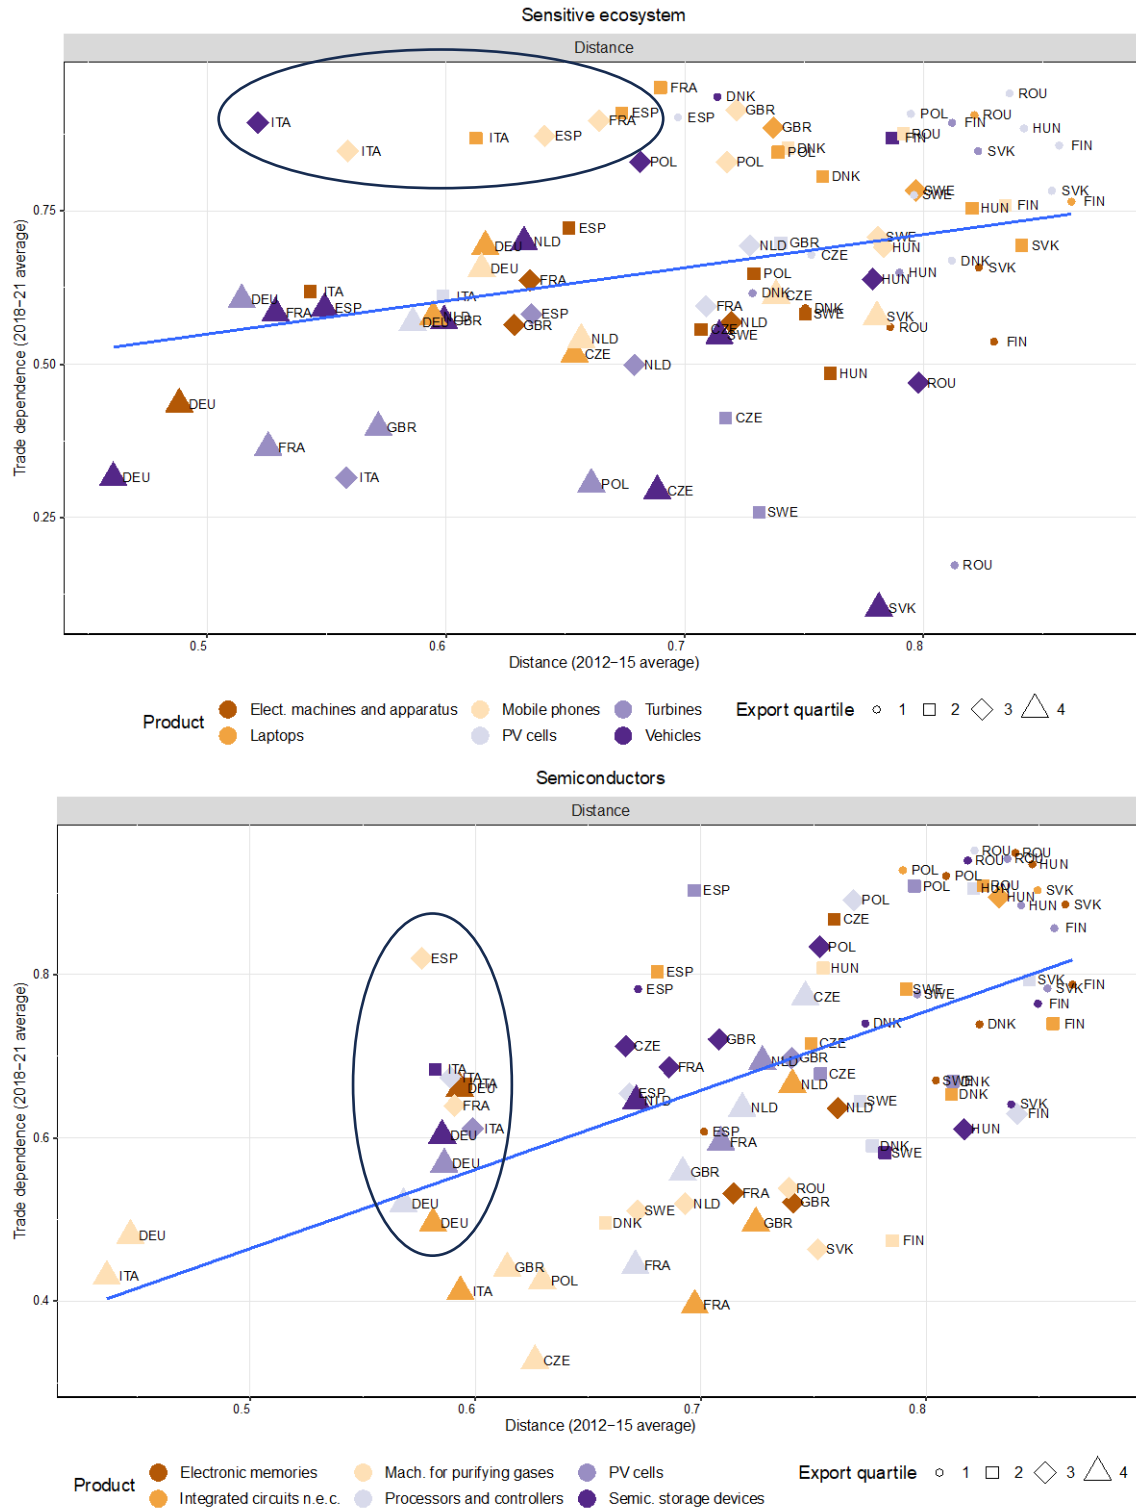 Sensitive ecosystem
Distance
FRA
ROU
DNK
ITA
ESP
ESP
GBR
POL
ROU
FRA
FIN
GBR
HUN
ITA
ESP
ROU
FIN
FIN
ITA
DNK
POL
SVK
POL
POL
DNK
SWE
SWE
SVK
FIN
0.75
HUN
FIN
ESP
DEU
NLD
NLD
GBR
SWE
HUN
SVK
DEU
CZE
DNK
SVK
POL
HUN
FRA
HUN
ITA
ITA
DNK
CZE
DEU
FRA
ESP
FRA
ESP
DNK
SWE
SVK
DEU
NLD
GBR
GBR
NLD
CZE
SWE
ROU
NLD
FIN
CZE
0.50
NLD
HUN
ROU
DEU
CZE
GBR
FRA
DEU
ITA
POL
CZE
SWE
0.25
ROU
SVK
0.5
0.6
0.7
0.8
Distance (2012−15 average)
Trade dependence (2018−21 average)
Product
Elect. machines and apparatus
Mobile phones
Turbines
Laptops
PV cells
Vehicles
Export quartile
1
2
3
4
Semiconductors
Distance
ROU
ROU
POL
ROU
ROU
HUN
POL
ESP
POL
ROU
HUN
SVK
POL
HUN
HUN
SVK
CZE
FIN
POL
ESP
HUN
ESP
0.8
SVK
ESP
CZE
SWE
SWE
SVK
FIN
FIN
DNK
DNK
FIN
CZE
GBR
CZE
GBR
NLD
ITA
ITA
ITA
DEU
FRA
CZE
NLD
SWE
DNK
DNK
ESP
NLD
FRA
NLD
NLD
SWE
SVK
FIN
ITA
DEU
ESP
FRA
HUN
0.6
DNK
SWE
DEU
GBR
ROU
DEU
DEU
SWE
NLD
FRA
GBR
DNK
GBR
DEU
FIN
SVK
ITA
GBR
POL
FRA
ITA
0.4
FRA
CZE
0.5
0.6
0.7
0.8
Distance (2012−15 average)
Trade dependence (2018−21 average)
Product
Electronic memories
Mach. for purifying gases
PV cells
Integrated circuits n.e.c.
Processors and controllers
Semic. storage devices
Export quartile
1
2
3
4